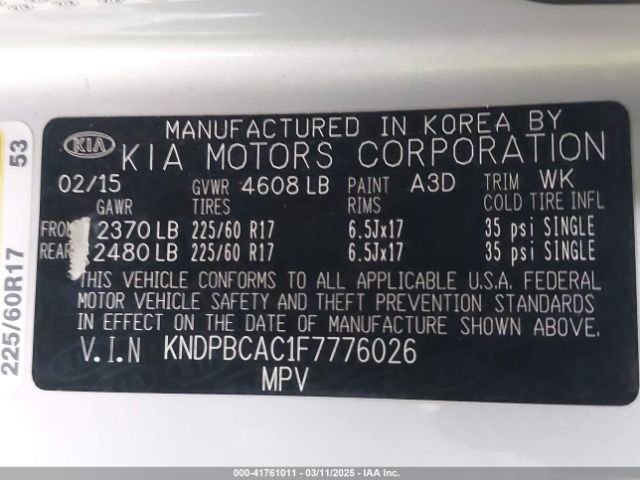 MANUFACTURED IN KOREA BY
KIA KIA MOTORS CORPORATION
02/15 GVWR 4608 LB PAINT A3D TRIM WK
GAWR TIRES RIMS COLD TIRE INFL
FRONT 2370 LB 225/60 R17 6.5Jx17 35 psi SINGLE
REAR 2480 LB 225/60 R17 6.5Jx17 35 psi SINGLE
THIS VEHICLE CONFORMS TO ALL APPLICABLE U.S.A. FEDERAL
MOTOR VEHICLE SAFETY AND THEFT PREVENTION STANDARDS
IN EFFECT ON THE DATE OF MANUFACTURE SHOWN ABOVE.
V.I.N KNDPBCAC1F7776026
MPV
225/60R17 53
000-41761011 - 03/11/2025 - IAA Inc.